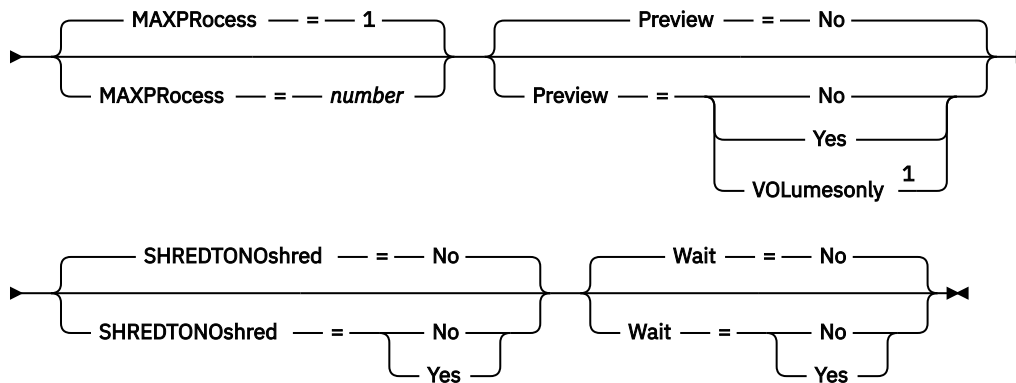 MAXPRocess = 1 Preview = No
MAXPRocess = number Preview = No
Yes
VOLumesonly 1
SHREDTONOshred = No Wait = No
SHREDTONOshred = No Wait = No
Yes Yes